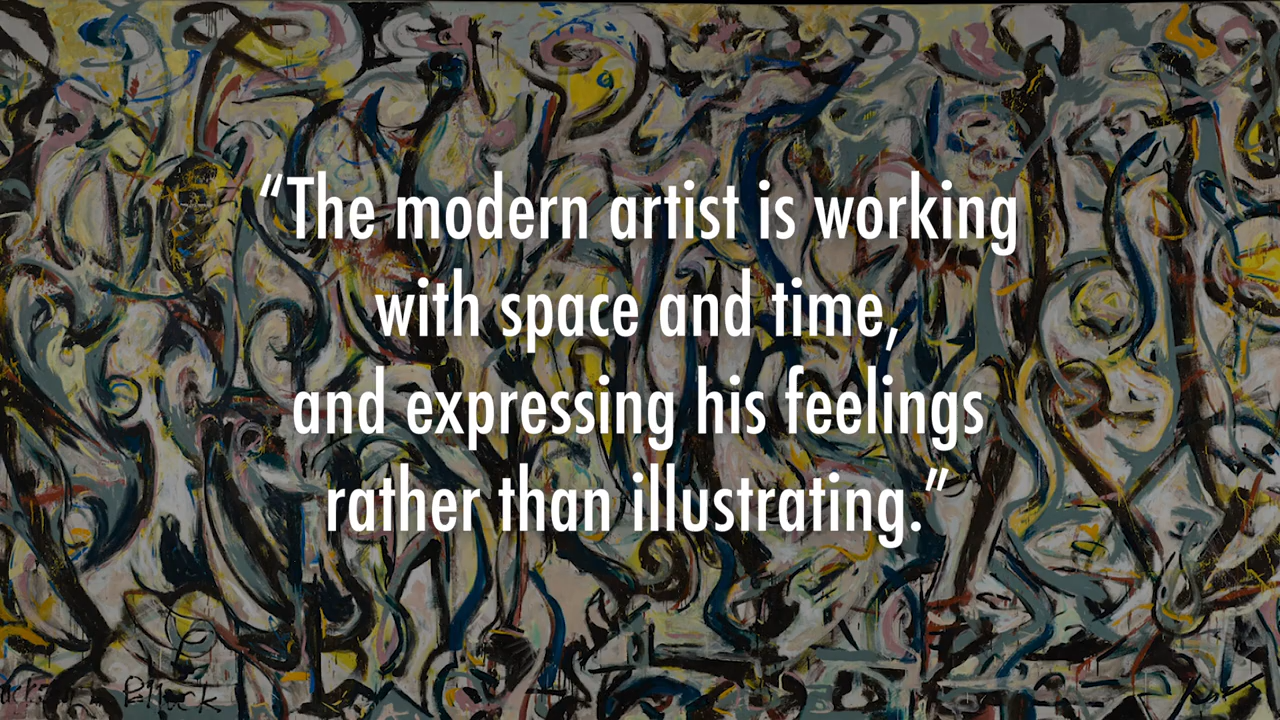 “The modern artist is working
with space and time,
and expressing his feelings
rather than illustrating.”